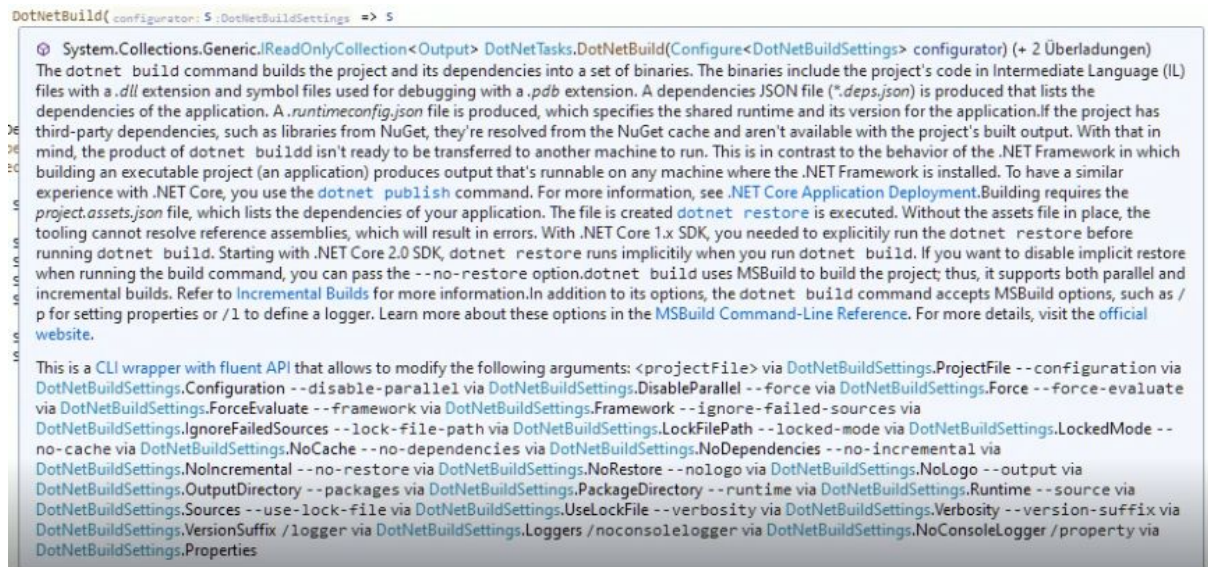 DotNetBuild( configurator: S :DotNetBuildSettings => S
System.Collections.Generic.IReadOnlyCollection<Output> DotNetTasks.DotNetBuild(Configure<DotNetBuildSettings> configurator) (+ 2 Überladungen)
The dotnet build command builds the project and its dependencies into a set of binaries. The binaries include the project's code in Intermediate Language (IL)
files with a .dll extension and symbol files used for debugging with a .pdb extension. A dependencies JSON file (*.deps.json) is produced that lists the
dependencies of the application. A .runtimeconfig.json file is produced, which specifies the shared runtime and its version for the application.If the project has
third-party dependencies, such as libraries from NuGet, they're resolved from the NuGet cache and aren't available with the project's built output. With that in
mind, the product of dotnet buildd isn't ready to be transferred to another machine to run. This is in contrast to the behavior of the .NET Framework in which
building an executable project (an application) produces output that's runnable on any machine where the .NET Framework is installed. To have a similar
experience with .NET Core, you use the dotnet publish command. For more information, see .NET Core Application Deployment.Building requires the
project.assets.json file, which lists the dependencies of your application. The file is created dotnet restore is executed. Without the assets file in place, the
tooling cannot resolve reference assemblies, which will result in errors. With .NET Core 1.x SDK, you needed to explicitily run the dotnet restore before
running dotnet build. Starting with .NET Core 2.0 SDK, dotnet restore runs implicitly when you run dotnet build. If you want to disable implicit restore
when running the build command, you can pass the --no-restore option.dotnet build uses MSBuild to build the project; thus, it supports both parallel and
incremental builds. Refer to Incremental Builds for more information.In addition to its options, the dotnet build command accepts MSBuild options, such as /
p for setting properties or /l to define a logger. Learn more about these options in the MSBuild Command-Line Reference. For more details, visit the official
website.
This is a CLI wrapper with fluent API that allows to modify the following arguments: <projectFile> via DotNetBuildSettings.ProjectFile --configuration via
DotNetBuildSettings.Configuration --disable-parallel via DotNetBuildSettings.DisableParallel --force via DotNetBuildSettings.Force --force-evaluate
via DotNetBuildSettings.ForceEvaluate --framework via DotNetBuildSettings.Framework --ignore-failed-sources via
DotNetBuildSettings.IgnoreFailedSources --lock-file-path via DotNetBuildSettings.LockFilePath --locked-mode via DotNetBuildSettings.LockedMode --
no-cache via DotNetBuildSettings.NoCache --no-dependencies via DotNetBuildSettings.NoDependencies --no-incremental via
DotNetBuildSettings.NoIncremental --no-restore via DotNetBuildSettings.NoRestore --nologo via DotNetBuildSettings.NoLogo --output via
DotNetBuildSettings.OutputDirectory --packages via DotNetBuildSettings.PackageDirectory --runtime via DotNetBuildSettings.Runtime --source via
DotNetBuildSettings.Sources --use-lock-file via DotNetBuildSettings.UseLockFile --verbosity via DotNetBuildSettings.Verbosity --version-suffix via
DotNetBuildSettings.VersionSuffix /logger via DotNetBuildSettings.Loggers /noconsolelogger via DotNetBuildSettings.NoConsoleLogger /property via
DotNetBuildSettings.Properties